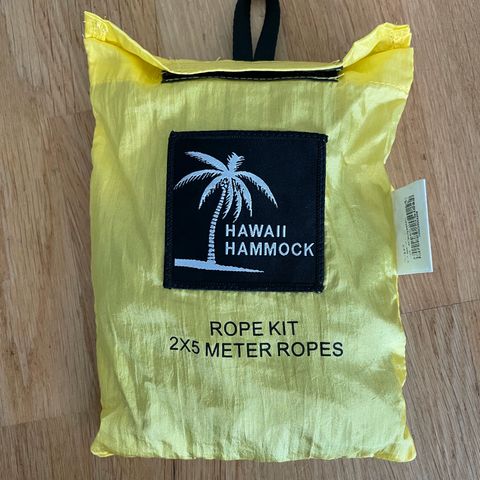 HAWAII
HAMMOCK
ROPE KIT
2X5 METER ROPES